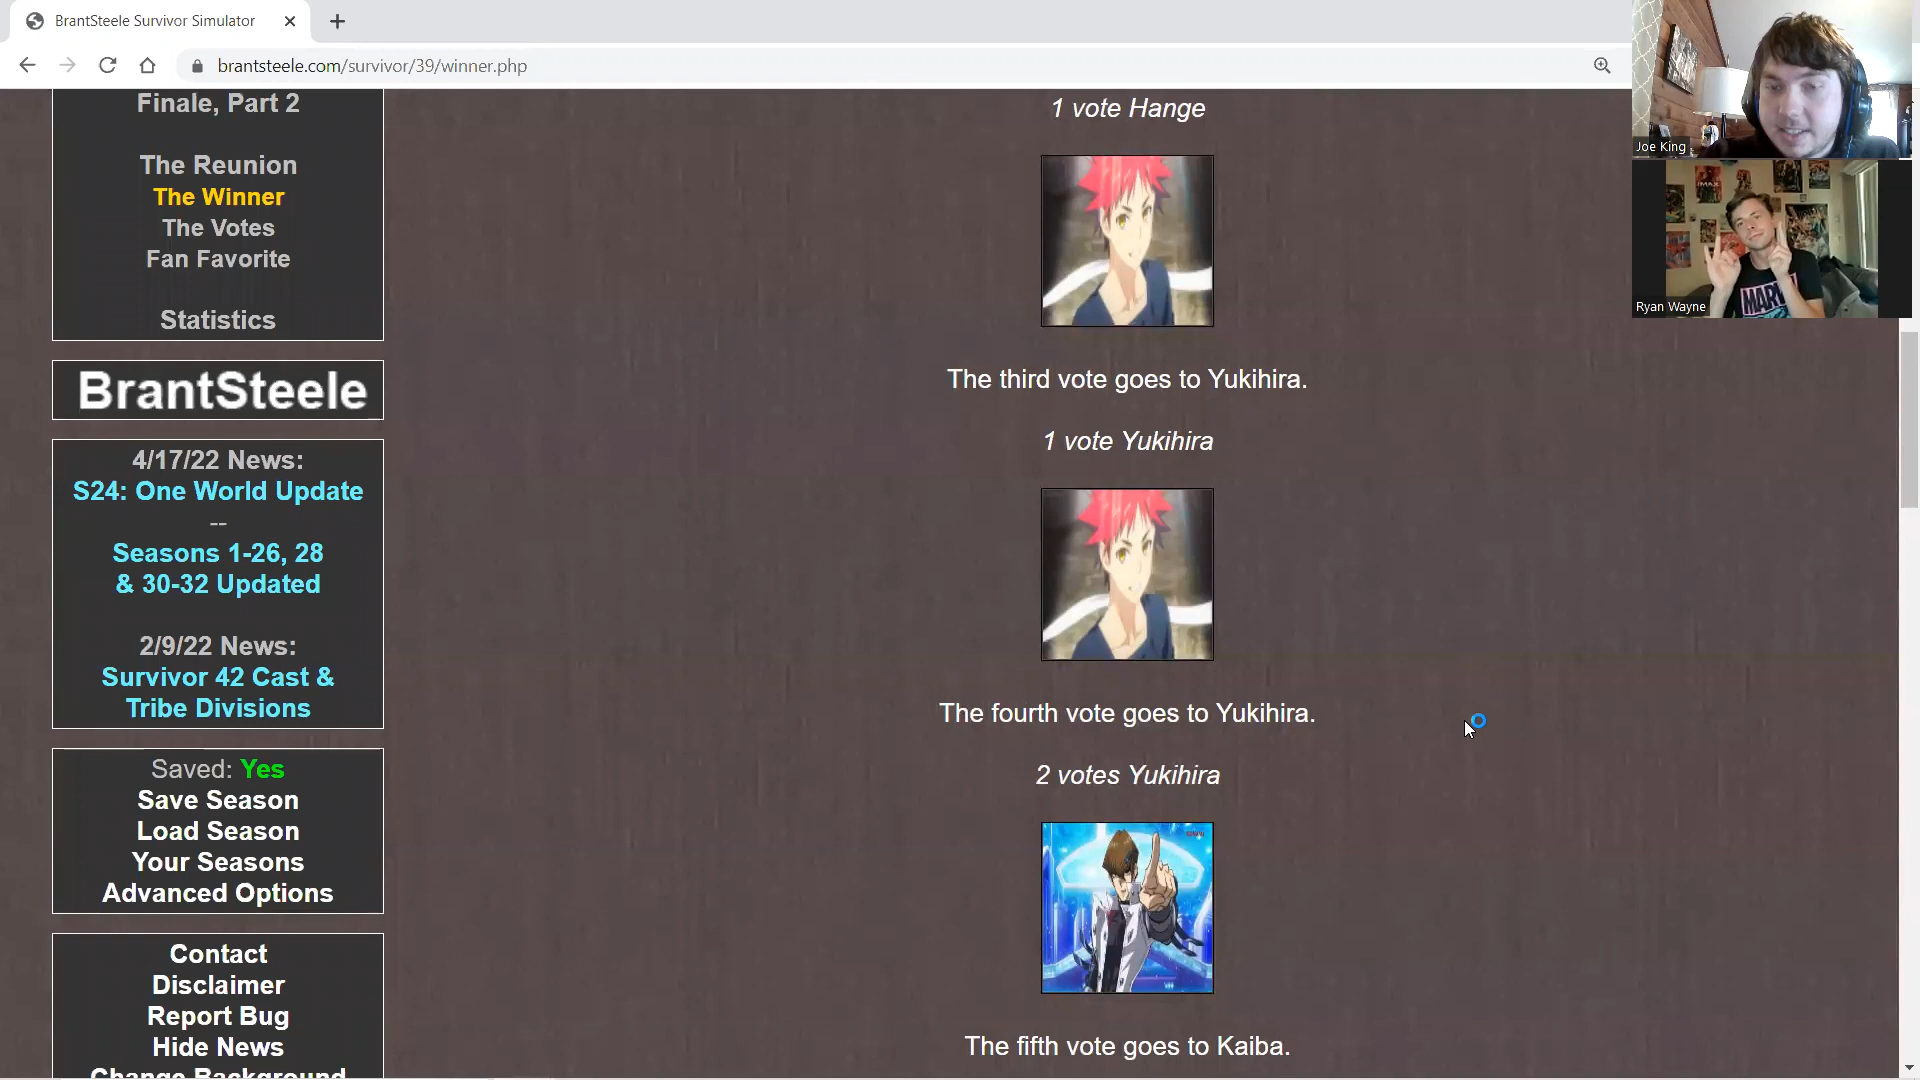 BrantSteele Survivor Simulator
brantsteele.com/survivor/39/winner.php
Finale, Part 2
The Reunion
The Winner
The Votes
Fan Favorite
Statistics
BrantSteele
4/17/22 News:
S24: One World Update
--
Seasons 1-26, 28
& 30-32 Updated
2/9/22 News:
Survivor 42 Cast &
Tribe Divisions
Saved: Yes
Save Season
Load Season
Your Seasons
Advanced Options
Contact
Disclaimer
Report Bug
Hide News
Change Background
1 vote Hange
The third vote goes to Yukihira.
1 vote Yukihira
The fourth vote goes to Yukihira.
2 votes Yukihira
The fifth vote goes to Kaiba.
Joe King
Ryan Wayne